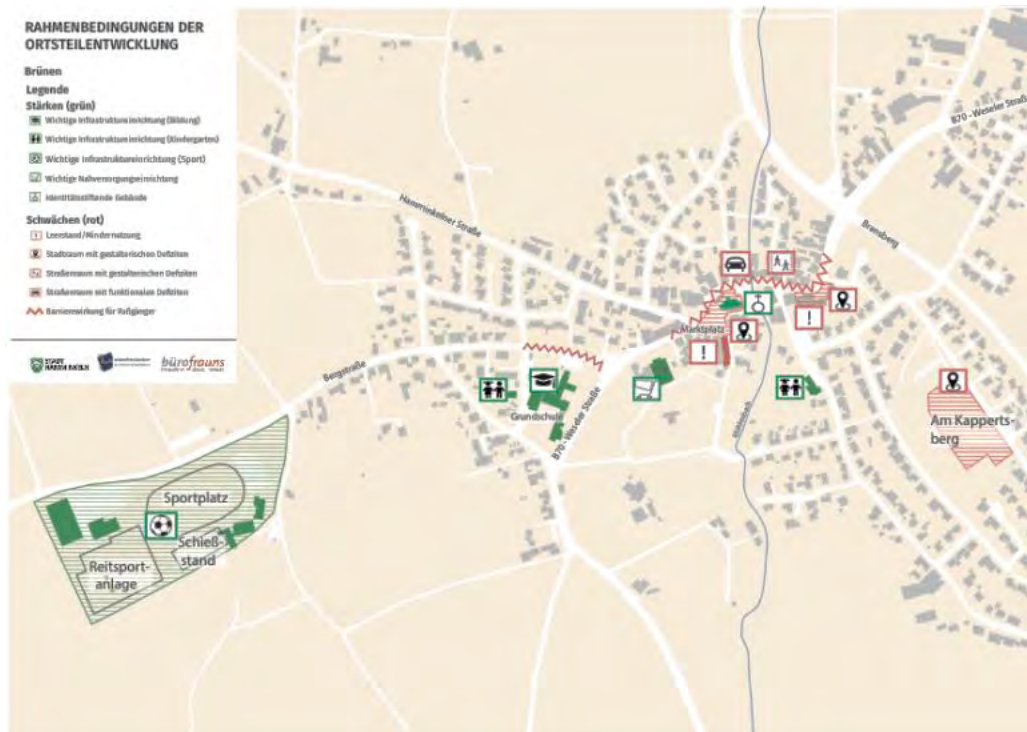 RAHMENBEDINGUNGEN DER
ORTSTEILENTWICKLUNG
Brünen
Legende
Stärken (grün)
Wichtige Infrastruktureinrichtung (Bildung)
Wichtige Infrastruktureinrichtung (Kindergarten)
Wichtige Infrastruktureinrichtung (Sport)
Wichtige Nahversorgungseinrichtung
Identitätsstiftende Gebäude
Schwächen (rot)
Leerstand/Mindernutzung
Stadtraum mit gestalterischen Defiziten
Straßenraum mit gestalterischen Defiziten
Straßenraum mit funktionalen Defiziten
Barrierewirkung für Fußgänger
STADT
bürofrauns
B70 - Weseler Straße
Hamminkelner Straße
Brensberg
Marktplatz
!
!
Bergstraße
Grundschule
B70 - Weseler Straße
Am Kapperts-
berg
Sportplatz
Schieß-
stand
Reitsport-
anlage